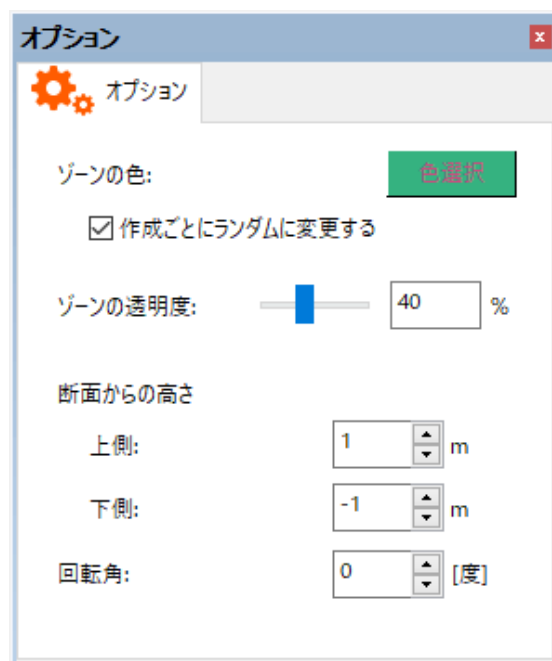 オプション
オプション
ゾーンの色: 色選択
作成ごとにランダムに変更する
ゾーンの透明度: 40 %
断面からの高さ
上側: 1 m
下側: -1 m
回転角: 0 [度]